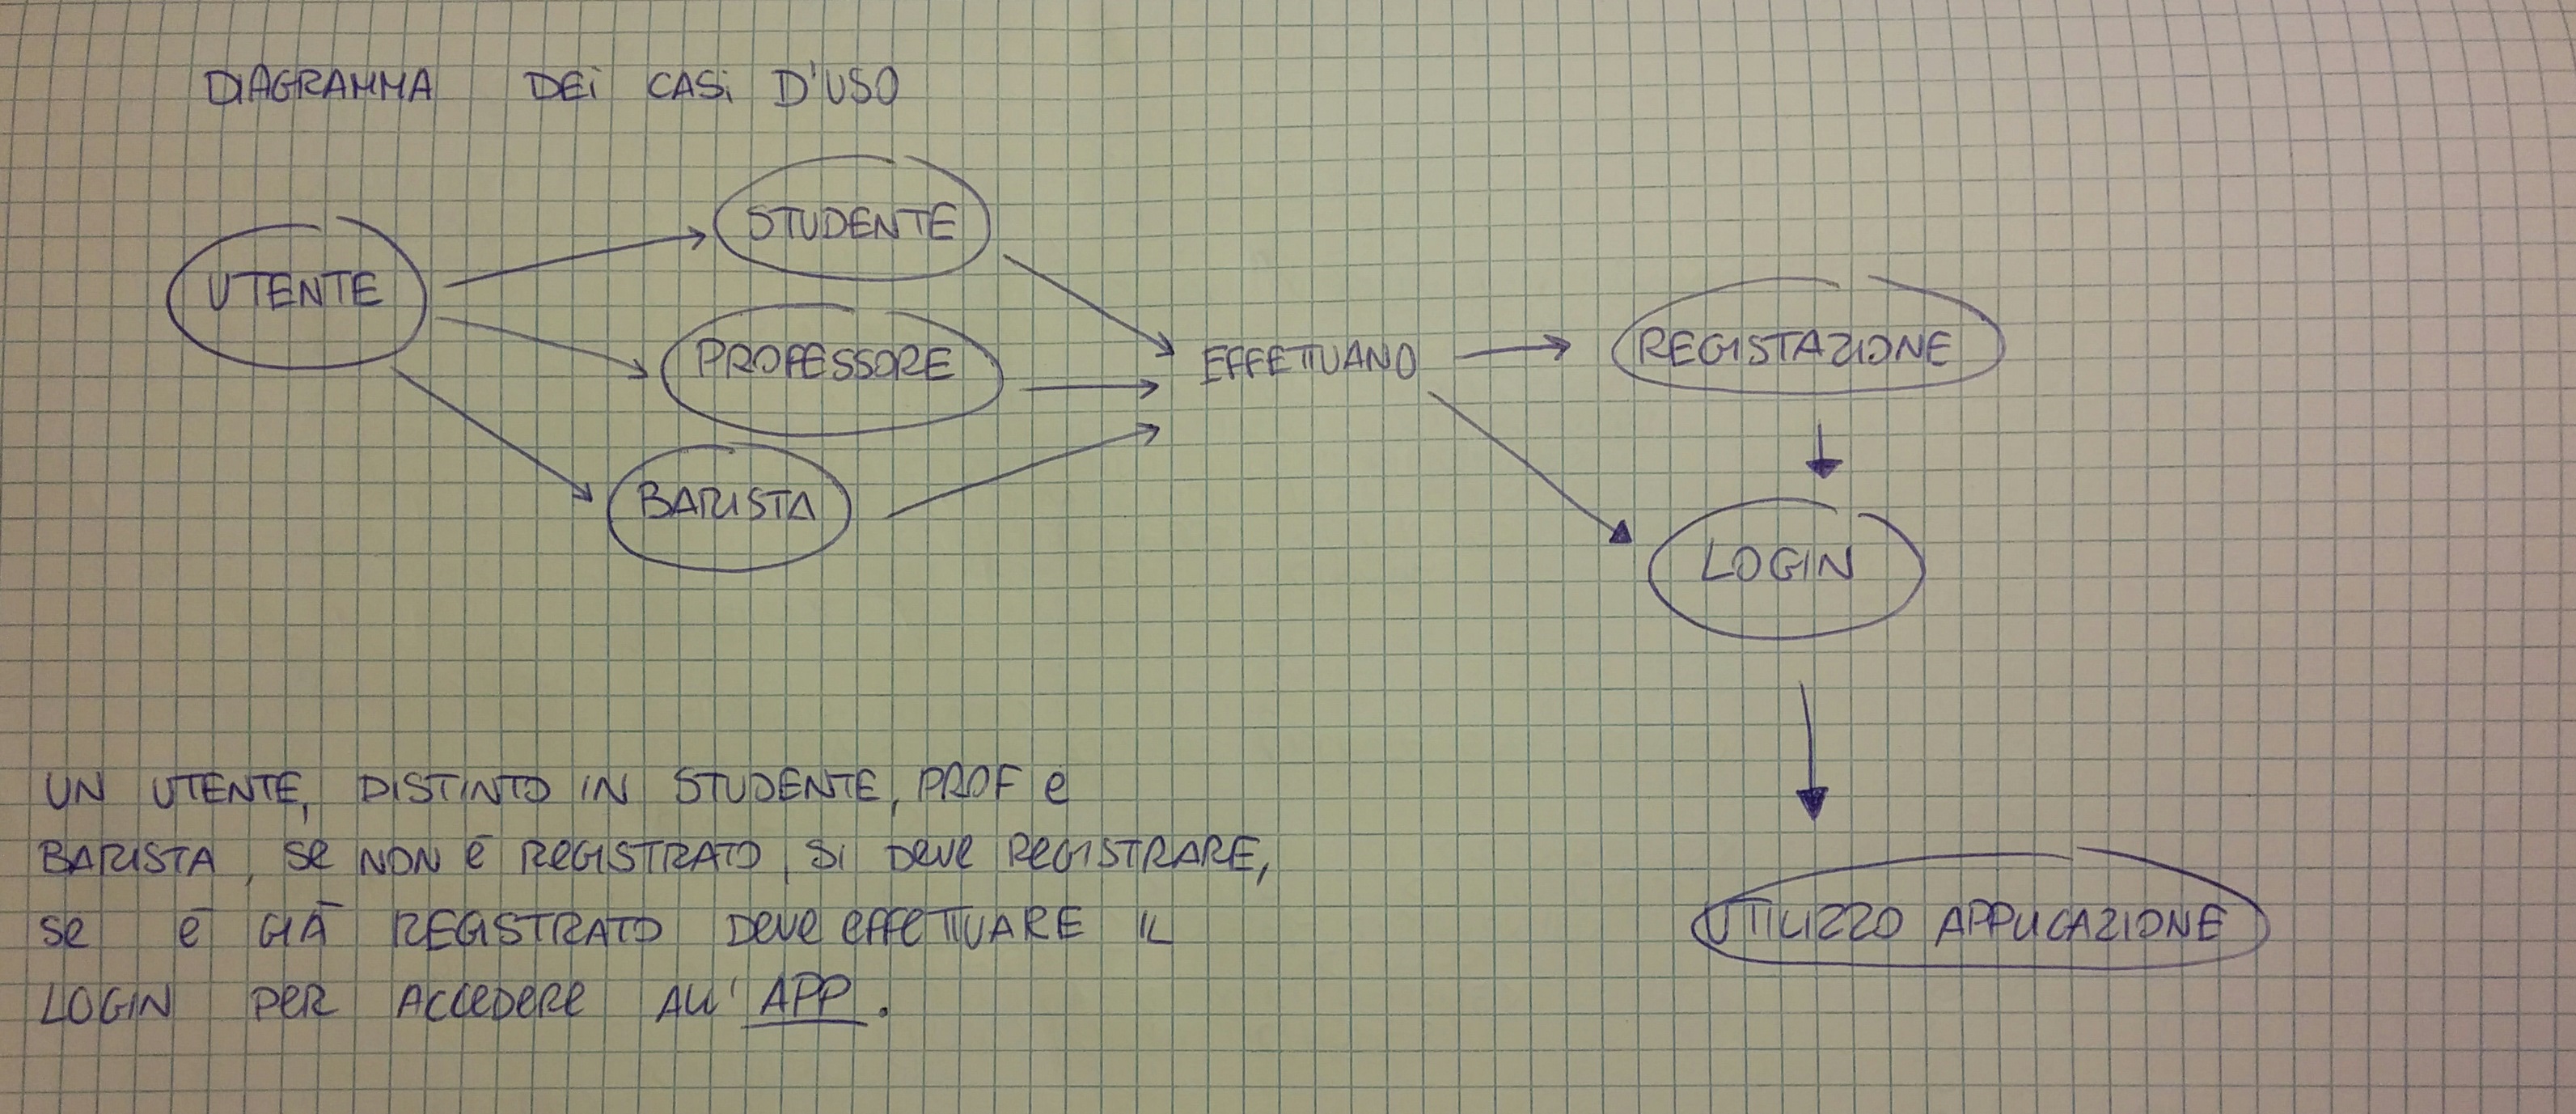 DIAGRAMMA DEI CASI D'USO
STUDENTE
UTENTE
PROFESSORE
EFFETTUANO
REGISTAZIONE
BARISTA
LOGIN
UTILIZZO APPLICAZIONE
UN UTENTE, DISTINTO IN STUDENTE, PROF e
BARISTA, se NON è REGISTRATO, SI Deve REGISTRARE,
se è GIÀ REGISTRATO Deve effeTTUARE IL
LOGIN Per ACCEDERE ALL'APP.